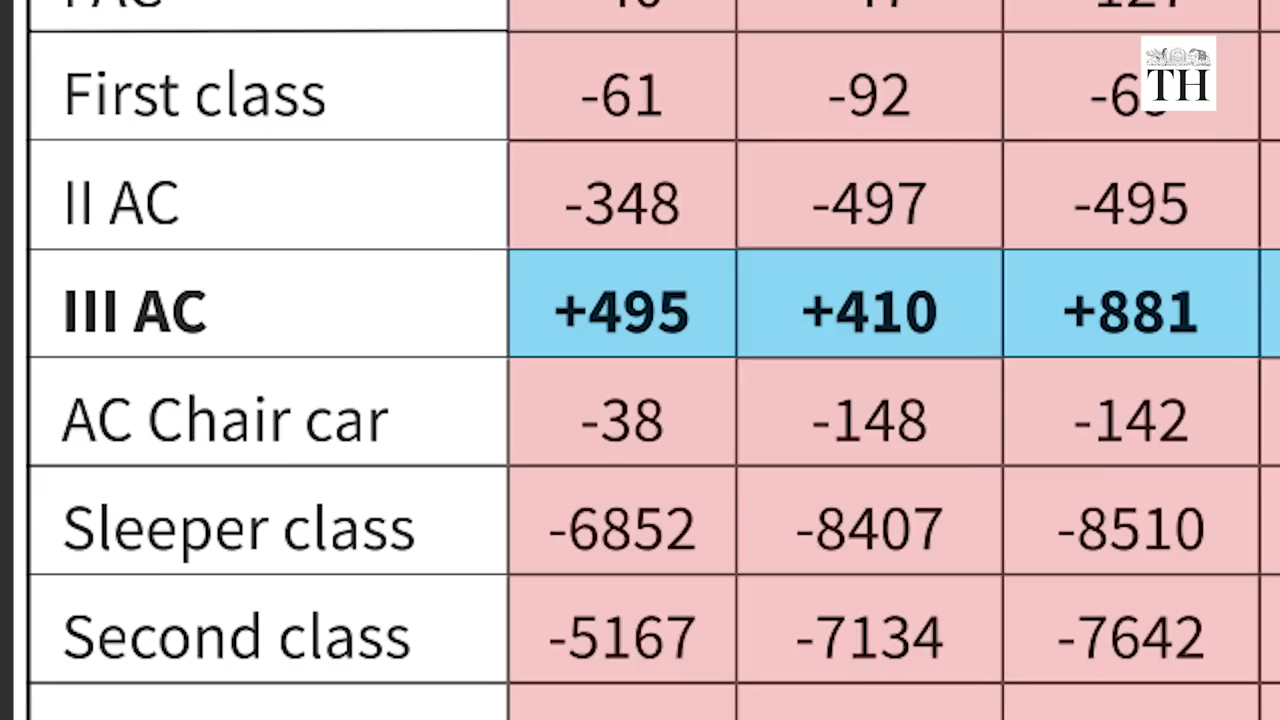 First class -61 -92
TH
II AC -348 -497 -495
III AC +495 +410 +881
AC Chair car -38 -148 -142
Sleeper class -6852 -8407 -8510
Second class -5167 -7134 -7642